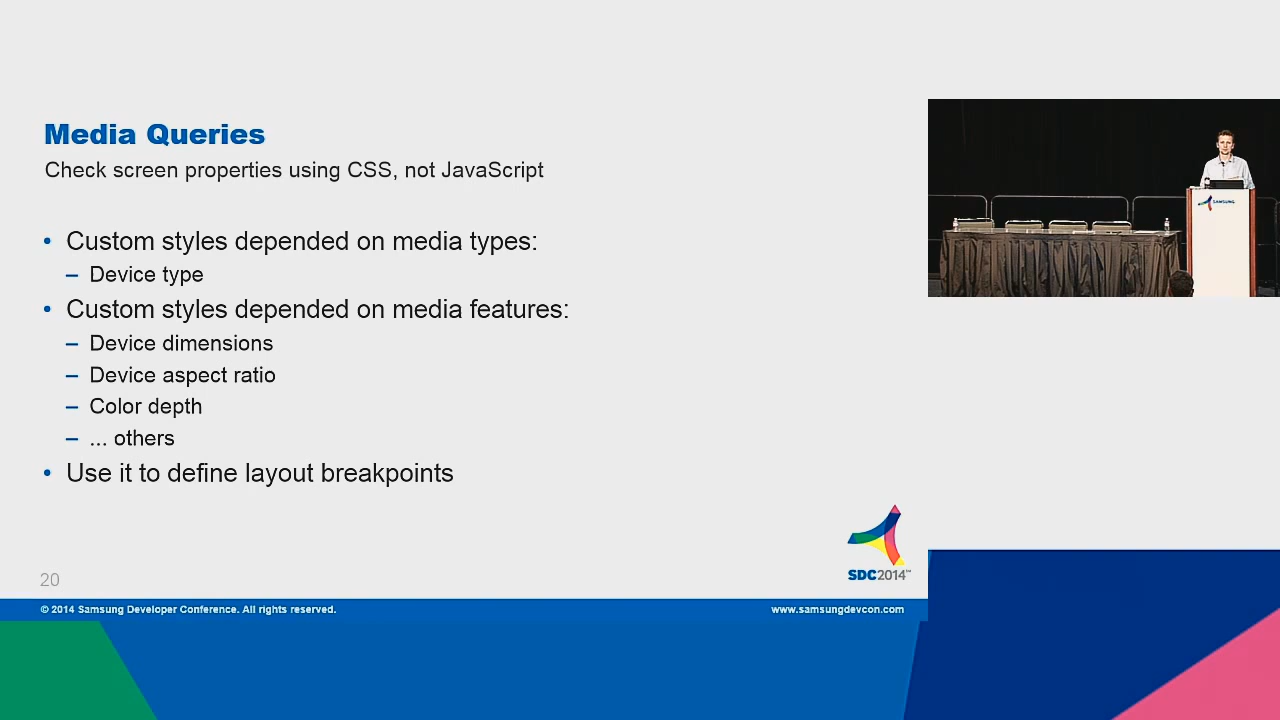 Media Queries
Check screen properties using CSS, not JavaScript
• Custom styles depended on media types:
– Device type
• Custom styles depended on media features:
– Device dimensions
– Device aspect ratio
– Color depth
– ... others
• Use it to define layout breakpoints
SAMSUNG
SDC2014™
20
© 2014 Samsung Developer Conference. All rights reserved.
www.samsungdevcon.com